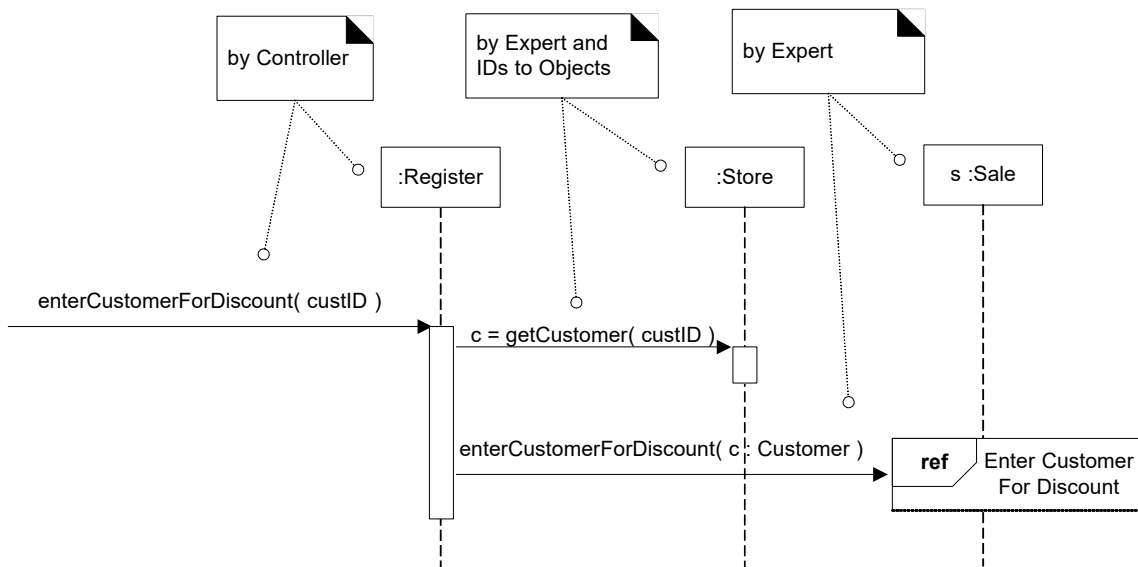 by Controller
by Expert and
IDs to Objects
by Expert
:Register
:Store
s :Sale
enterCustomerForDiscount( custID )
c = getCustomer( custID )
enterCustomerForDiscount( c : Customer )
ref
Enter Customer
For Discount